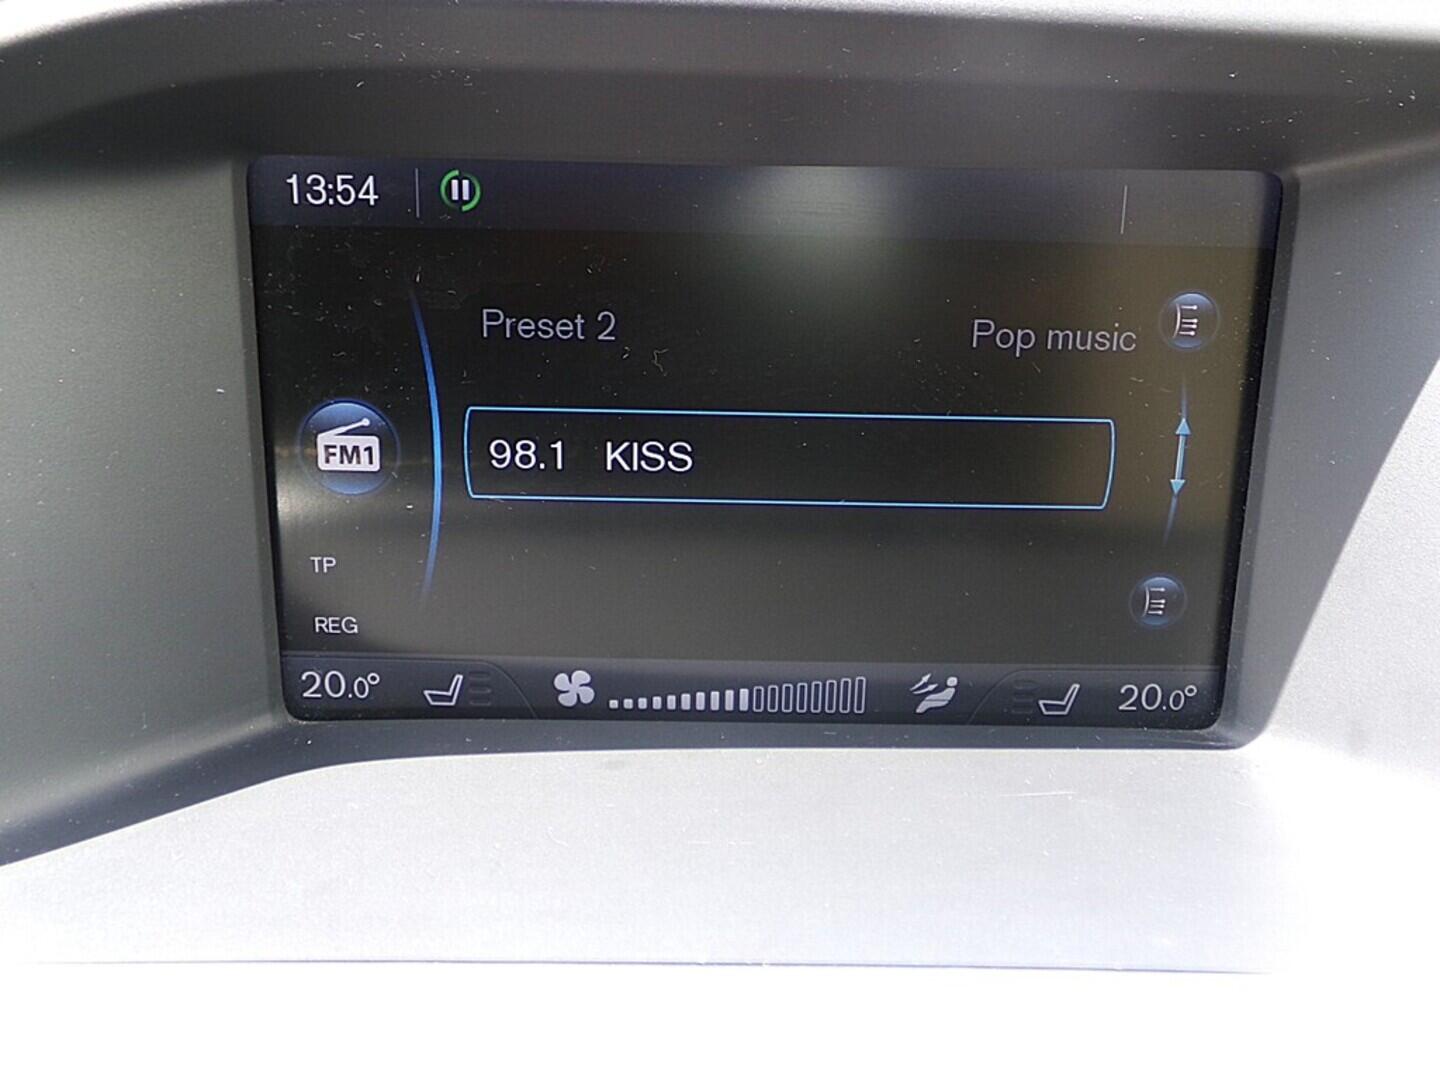 13:54
Preset 2
Pop music
FM1
98.1 KISS
TP
REG
20.0°
20.0°